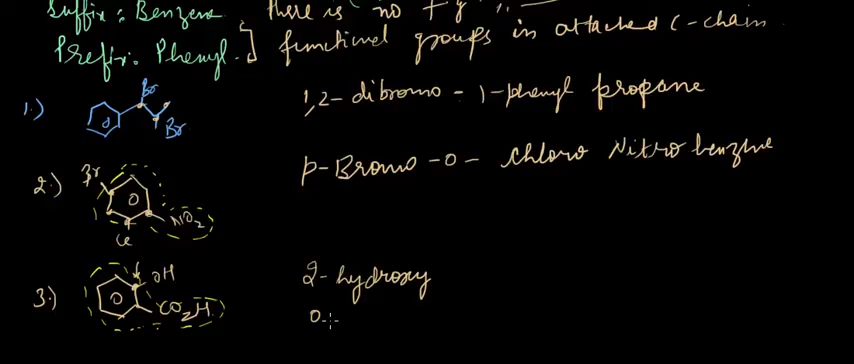 Suffix: Benzene
Prefix: Phenyl.
there is no
functional groups in attached C-chain
1.)
Br
Br
1,2-dibromo-1-phenyl propane
2.)
Br
NO2
Cl
P-Bromo-o-chloro Nitrobenzene
3.)
OH
CO2H
2-hydroxy
o-